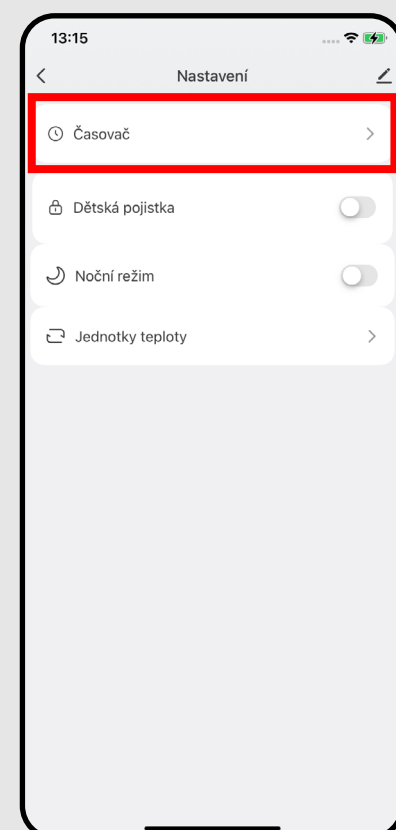 13:15
Nastavení
Časovač
Dětská pojistka
Noční režim
Jednotky teploty